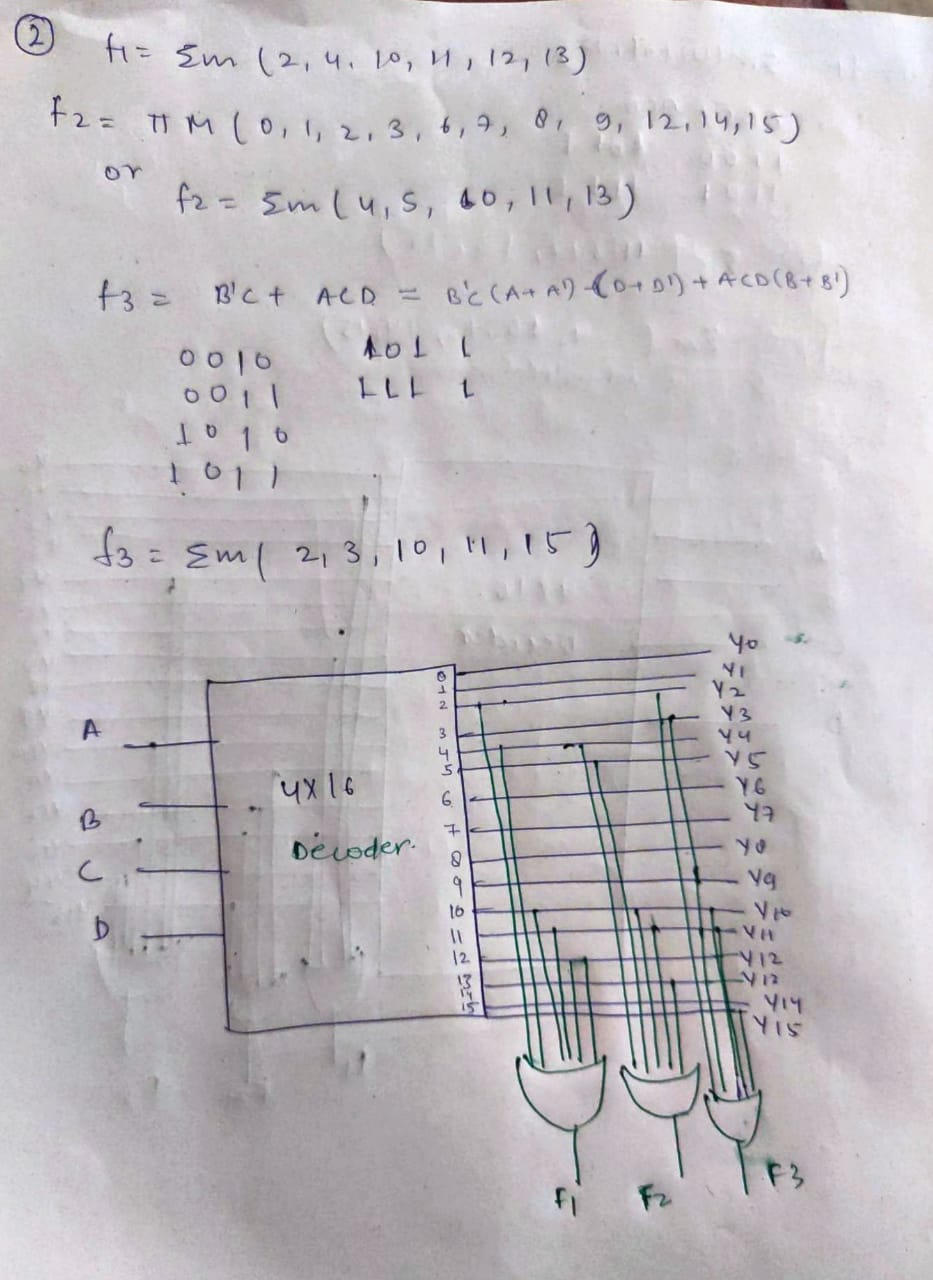 ②
f1 = Σm (2, 4, 10, 11, 12, 13)
f2 = π M (0, 1, 2, 3, 6, 7, 8, 9, 12, 14, 15)
or
f2 = Σm (4, 5, 10, 11, 13)
f3 = B'C + ACD = B'C (A + A') (D + D') + ACD (B + B')
0010 1011
0011 1111
1010
1011
f3 = Σm ( 2, 3, 10, 11, 15 )
A
B
C
D
4X16
Decoder.
0
1
2
3
4
5
6
7
8
9
10
11
12
13
14
15
Y0
Y1
Y2
Y3
Y4
Y5
Y6
Y7
Y8
Y9
Y10
Y11
Y12
Y13
Y14
Y15
F1
F2
F3